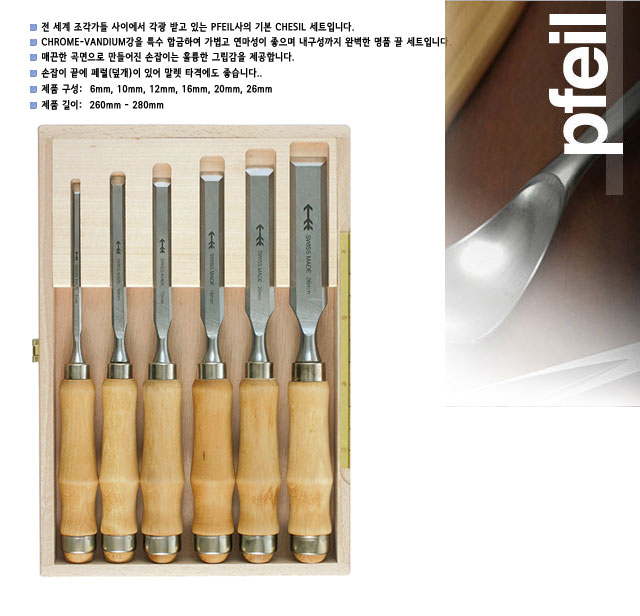 전 세계 조각가들 사이에서 각광 받고 있는 PFEIL사의 기본 CHESIL 세트입니다.
CHROME-VANDIUM강을 특수 합금하여 가볍고 연마성이 좋으며 내구성까지 완벽한 명품 끌 세트입니다.
매끈한 곡면으로 만들어진 손잡이는 훌륭한 그립감을 제공합니다.
손잡이 끝에 페럴(덮개)이 있어 말렛 타격에도 좋습니다..
제품 구성: 6mm, 10mm, 12mm, 16mm, 20mm, 26mm
제품 길이: 260mm - 280mm
pfeil
SWISS MADE
SWISS MADE
SWISS MADE 20mm
SWISS MADE 26mm